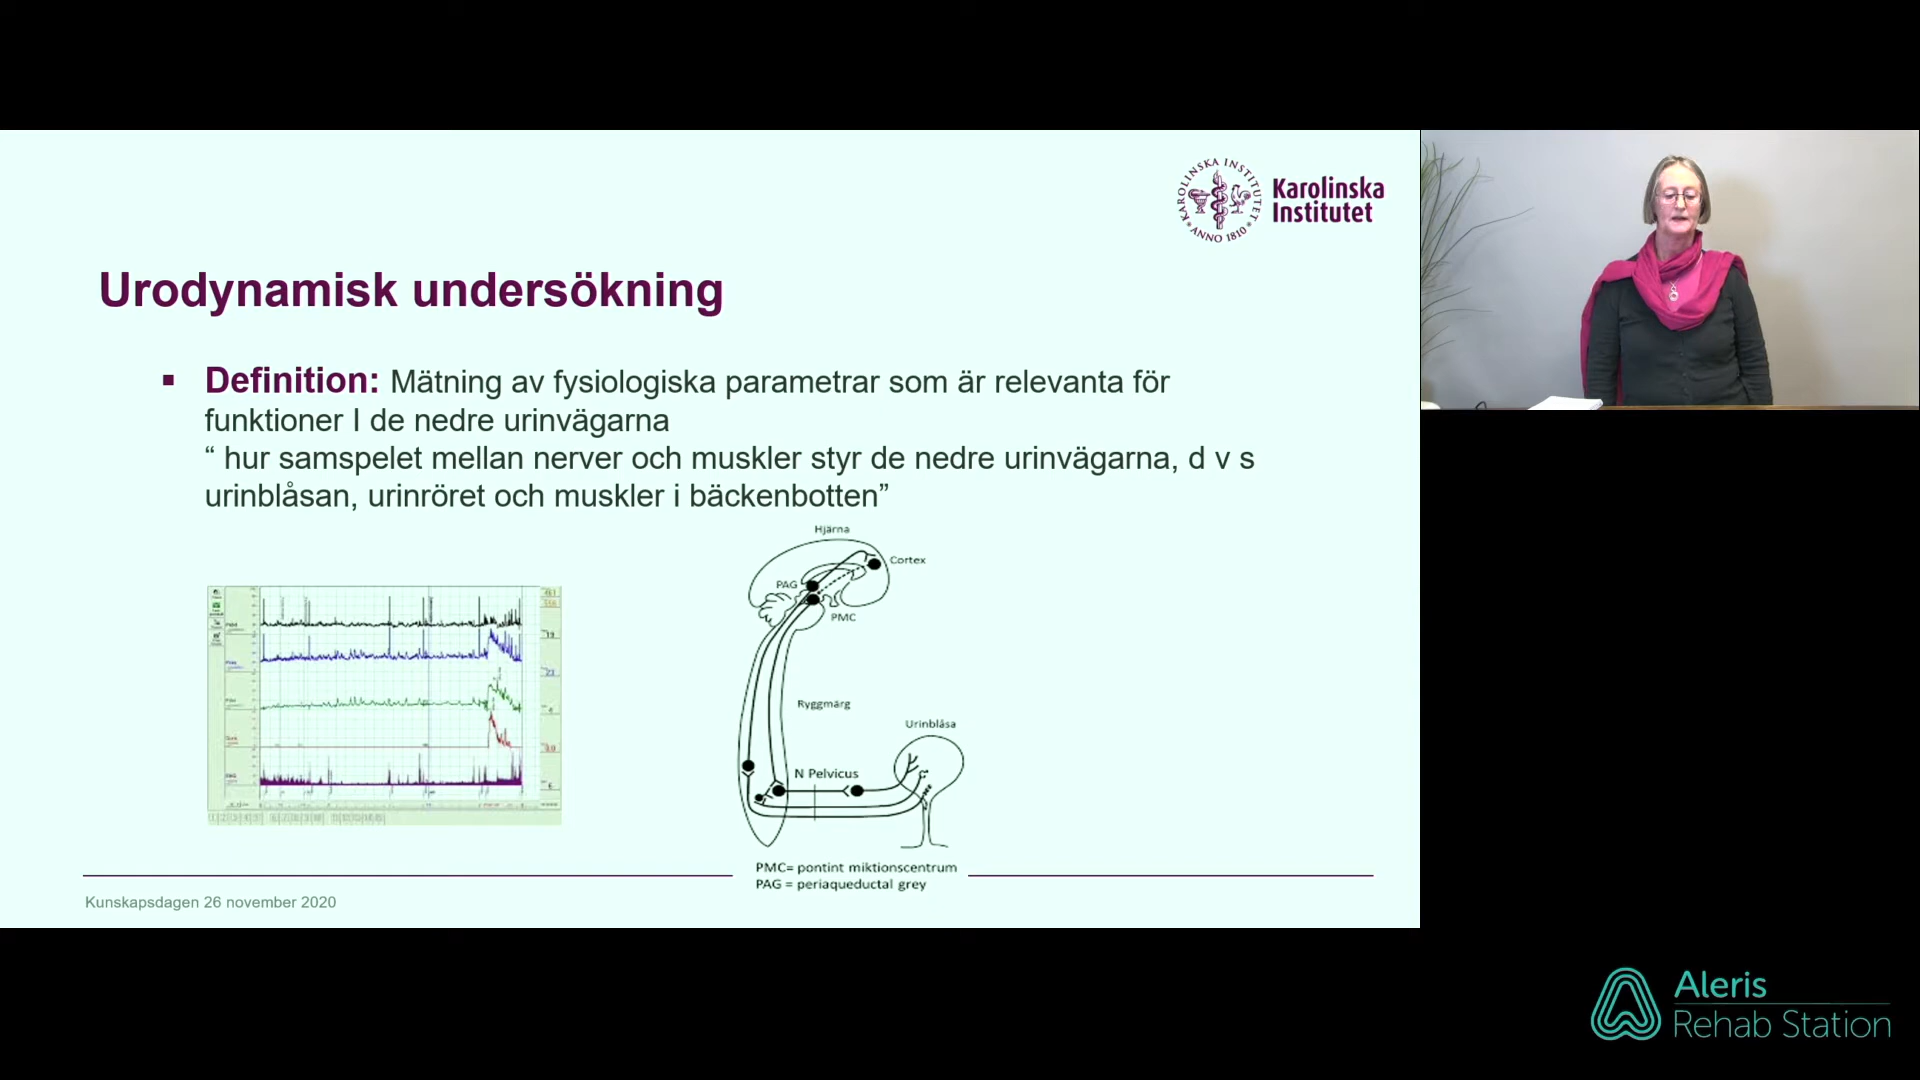 KAROLINSKA INSTITUTET
ANNO 1810
Karolinska
Institutet
Urodynamisk undersökning
▪ Definition: Mätning av fysiologiska parametrar som är relevanta för
funktioner I de nedre urinvägarna
“ hur samspelet mellan nerver och muskler styr de nedre urinvägarna, d v s
urinblåsan, urinröret och muskler i bäckenbotten”
Hjärna
Cortex
PAG
PMC
Ryggmärg
Urinblåsa
N Pelvicus
PMC= pontint miktionscentrum
PAG = periaqueductal grey
Kunskapsdagen 26 november 2020
Aleris
Rehab Station